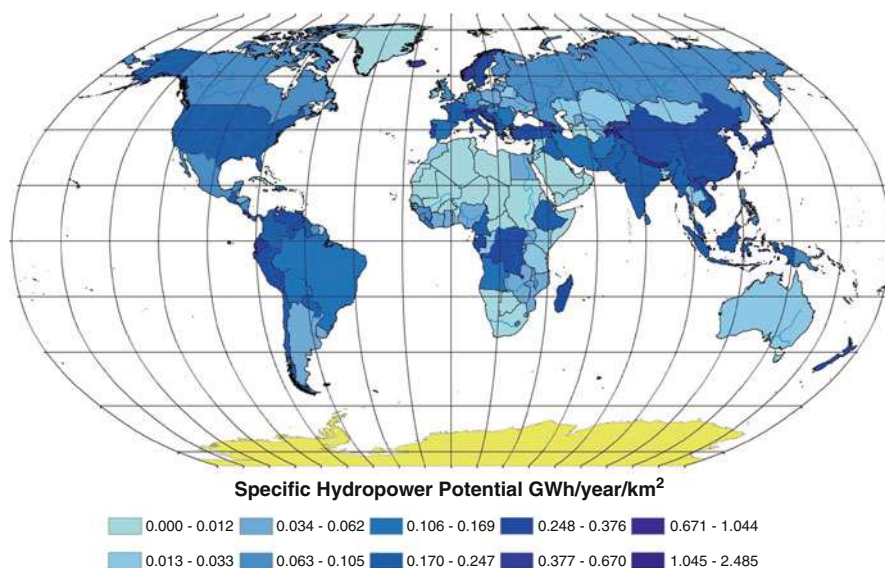 Specific Hydropower Potential GWh/year/km²
0.000 - 0.012 0.034 - 0.062 0.106 - 0.169 0.248 - 0.376 0.671 - 1.044
0.013 - 0.033 0.063 - 0.105 0.170 - 0.247 0.377 - 0.670 1.045 - 2.485